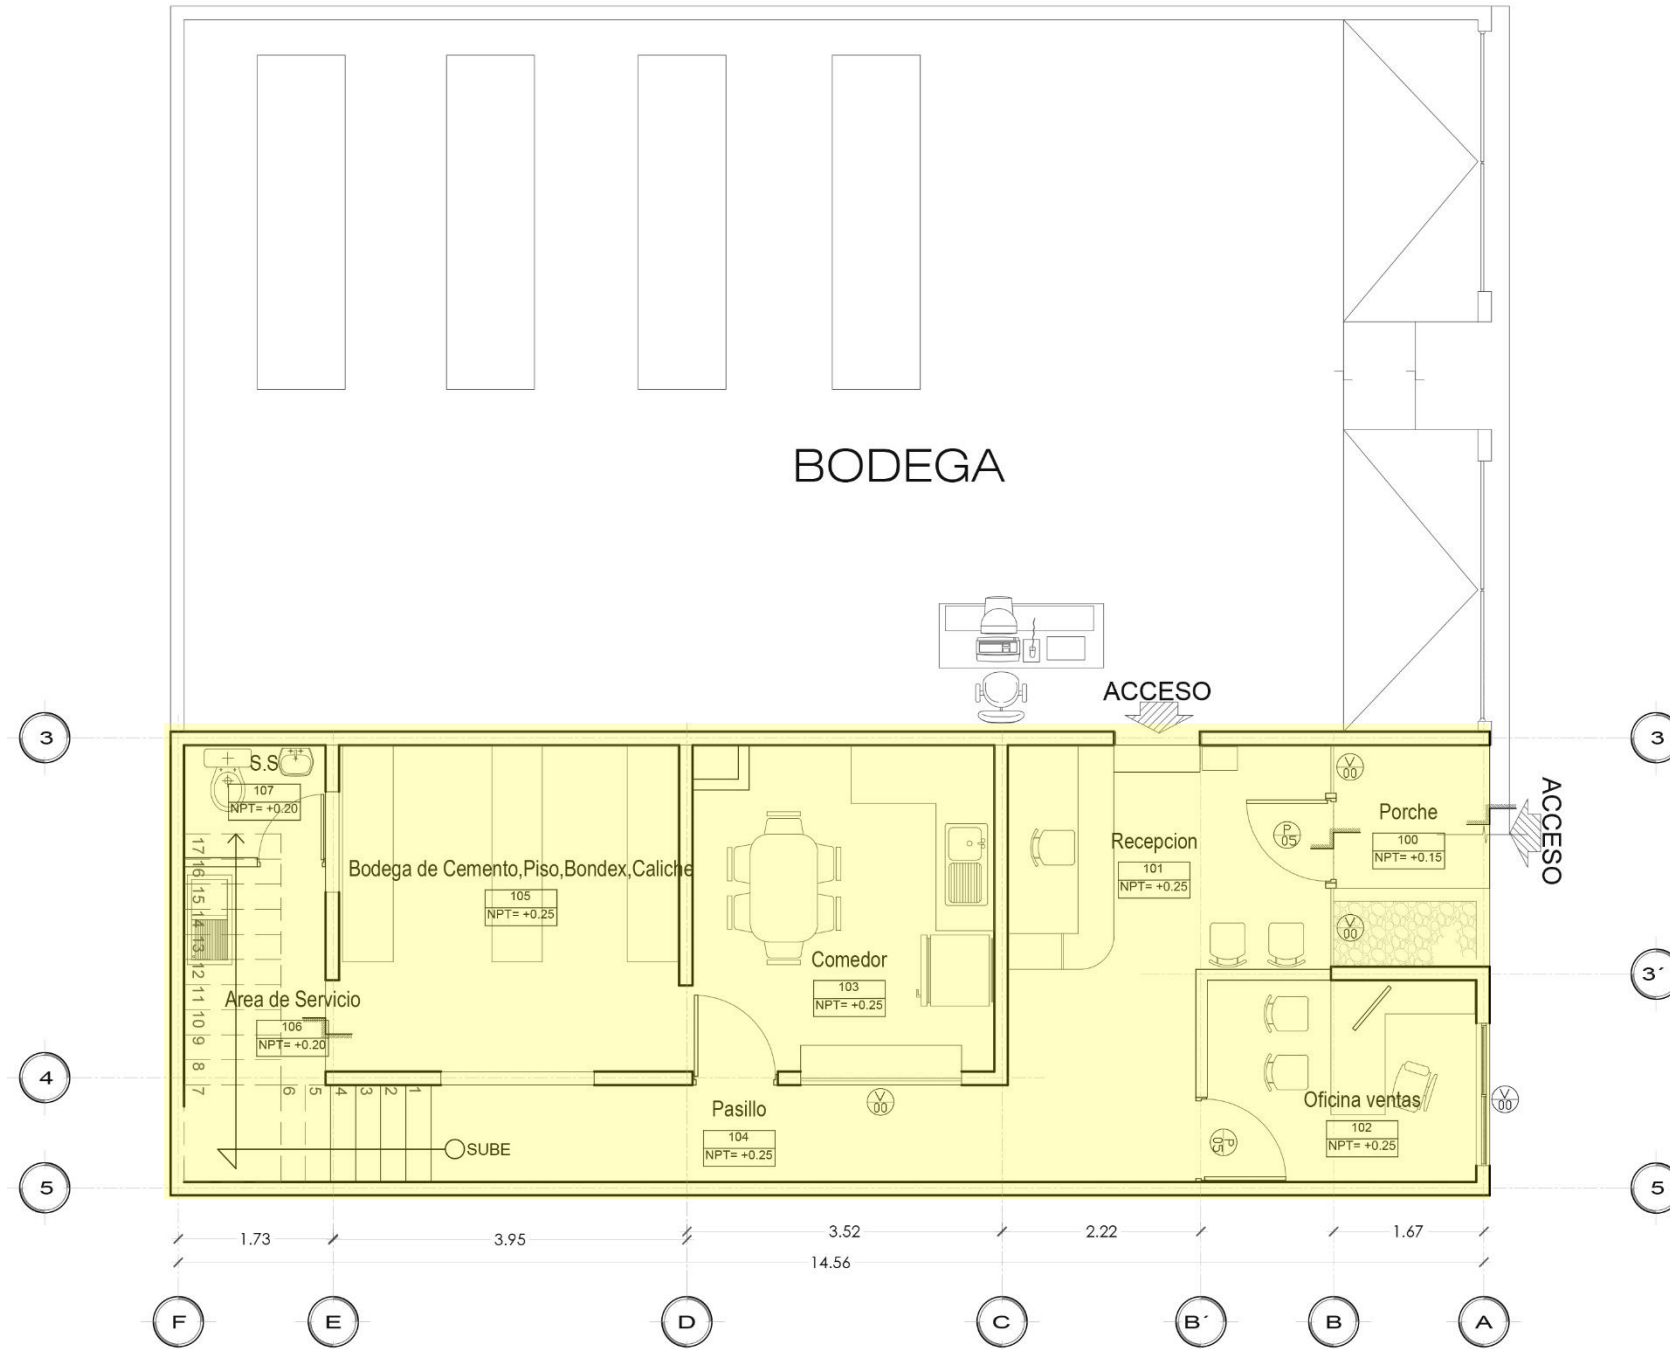 BODEGA
ACCESO
3
3
S.S
107
NPT= +0.20
V
00
ACCESO
Porche
100
NPT= +0.15
P
05
Recepcion
101
NPT= +0.25
Bodega de Cemento,Piso,Bondex,Caliche
105
NPT= +0.25
V
00
Comedor
103
NPT= +0.25
3´
Area de Servicio
106
NPT= +0.20
17
16
15
14
13
12
11
10
9
8
7
6
5
4
3
2
1
4
V
00
Pasillo
104
NPT= +0.25
Oficina ventas
102
NPT= +0.25
V
00
P
05
SUBE
5
5
1.73
3.95
3.52
2.22
1.67
14.56
F
E
D
C
B´
B
A